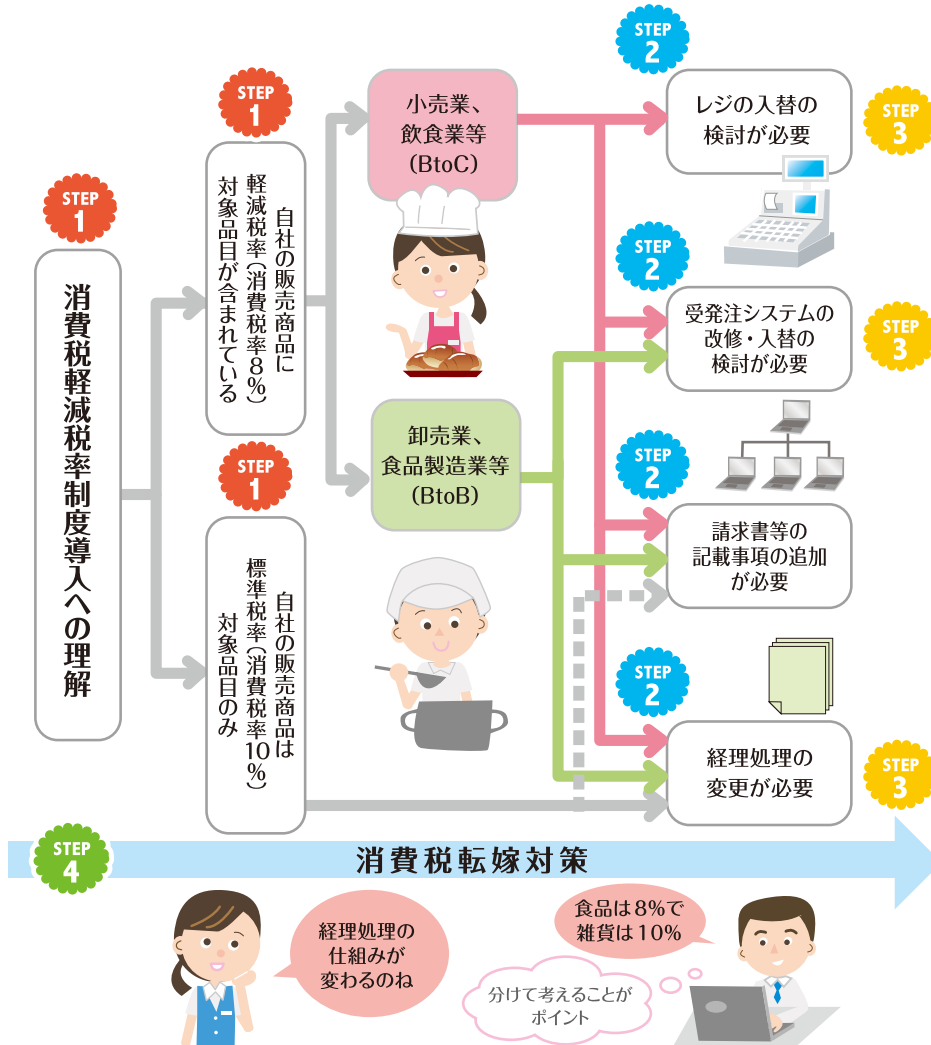 STEP
1
消費税軽減税率制度導入への理解
STEP
1
自社の販売商品に
軽減税率(消費税率8%)
対象品目が含まれている
STEP
1
自社の販売商品は
標準税率(消費税率10%)
対象品目のみ
小売業、
飲食業等
(BtoC)
卸売業、
食品製造業等
(BtoB)
STEP
2
レジの入替の
検討が必要
STEP
3
STEP
2
受発注システムの
改修・入替の
検討が必要
STEP
3
STEP
2
請求書等の
記載事項の追加
が必要
STEP
2
経理処理の
変更が必要
STEP
3
STEP
4
消費税転嫁対策
経理処理の
仕組みが
変わるのね
食品は8%で
雑貨は10%
分けて考えることが
ポイント